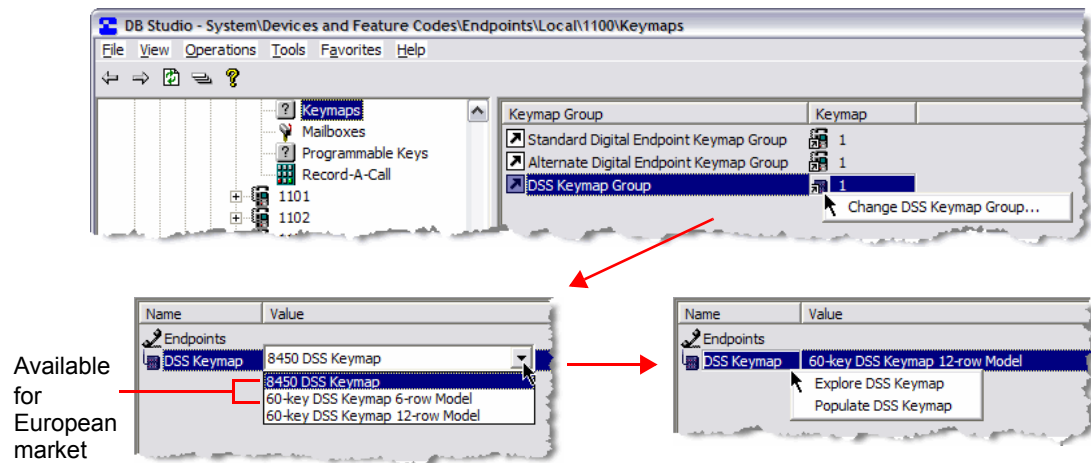 DB Studio - System\Devices and Feature Codes\Endpoints\Local\1100\Keymaps
File View Operations Tools Favorites Help
Keymaps
Mailboxes
Programmable Keys
Record-A-Call
1101
1102
Keymap Group Keymap
Standard Digital Endpoint Keymap Group 1
Alternate Digital Endpoint Keymap Group 1
DSS Keymap Group 1
Change DSS Keymap Group...
Name Value
Endpoints
DSS Keymap 8450 DSS Keymap
8450 DSS Keymap
60-key DSS Keymap 6-row Model
60-key DSS Keymap 12-row Model
Available
for
European
market
Name Value
Endpoints
DSS Keymap 60-key DSS Keymap 12-row Model
Explore DSS Keymap
Populate DSS Keymap